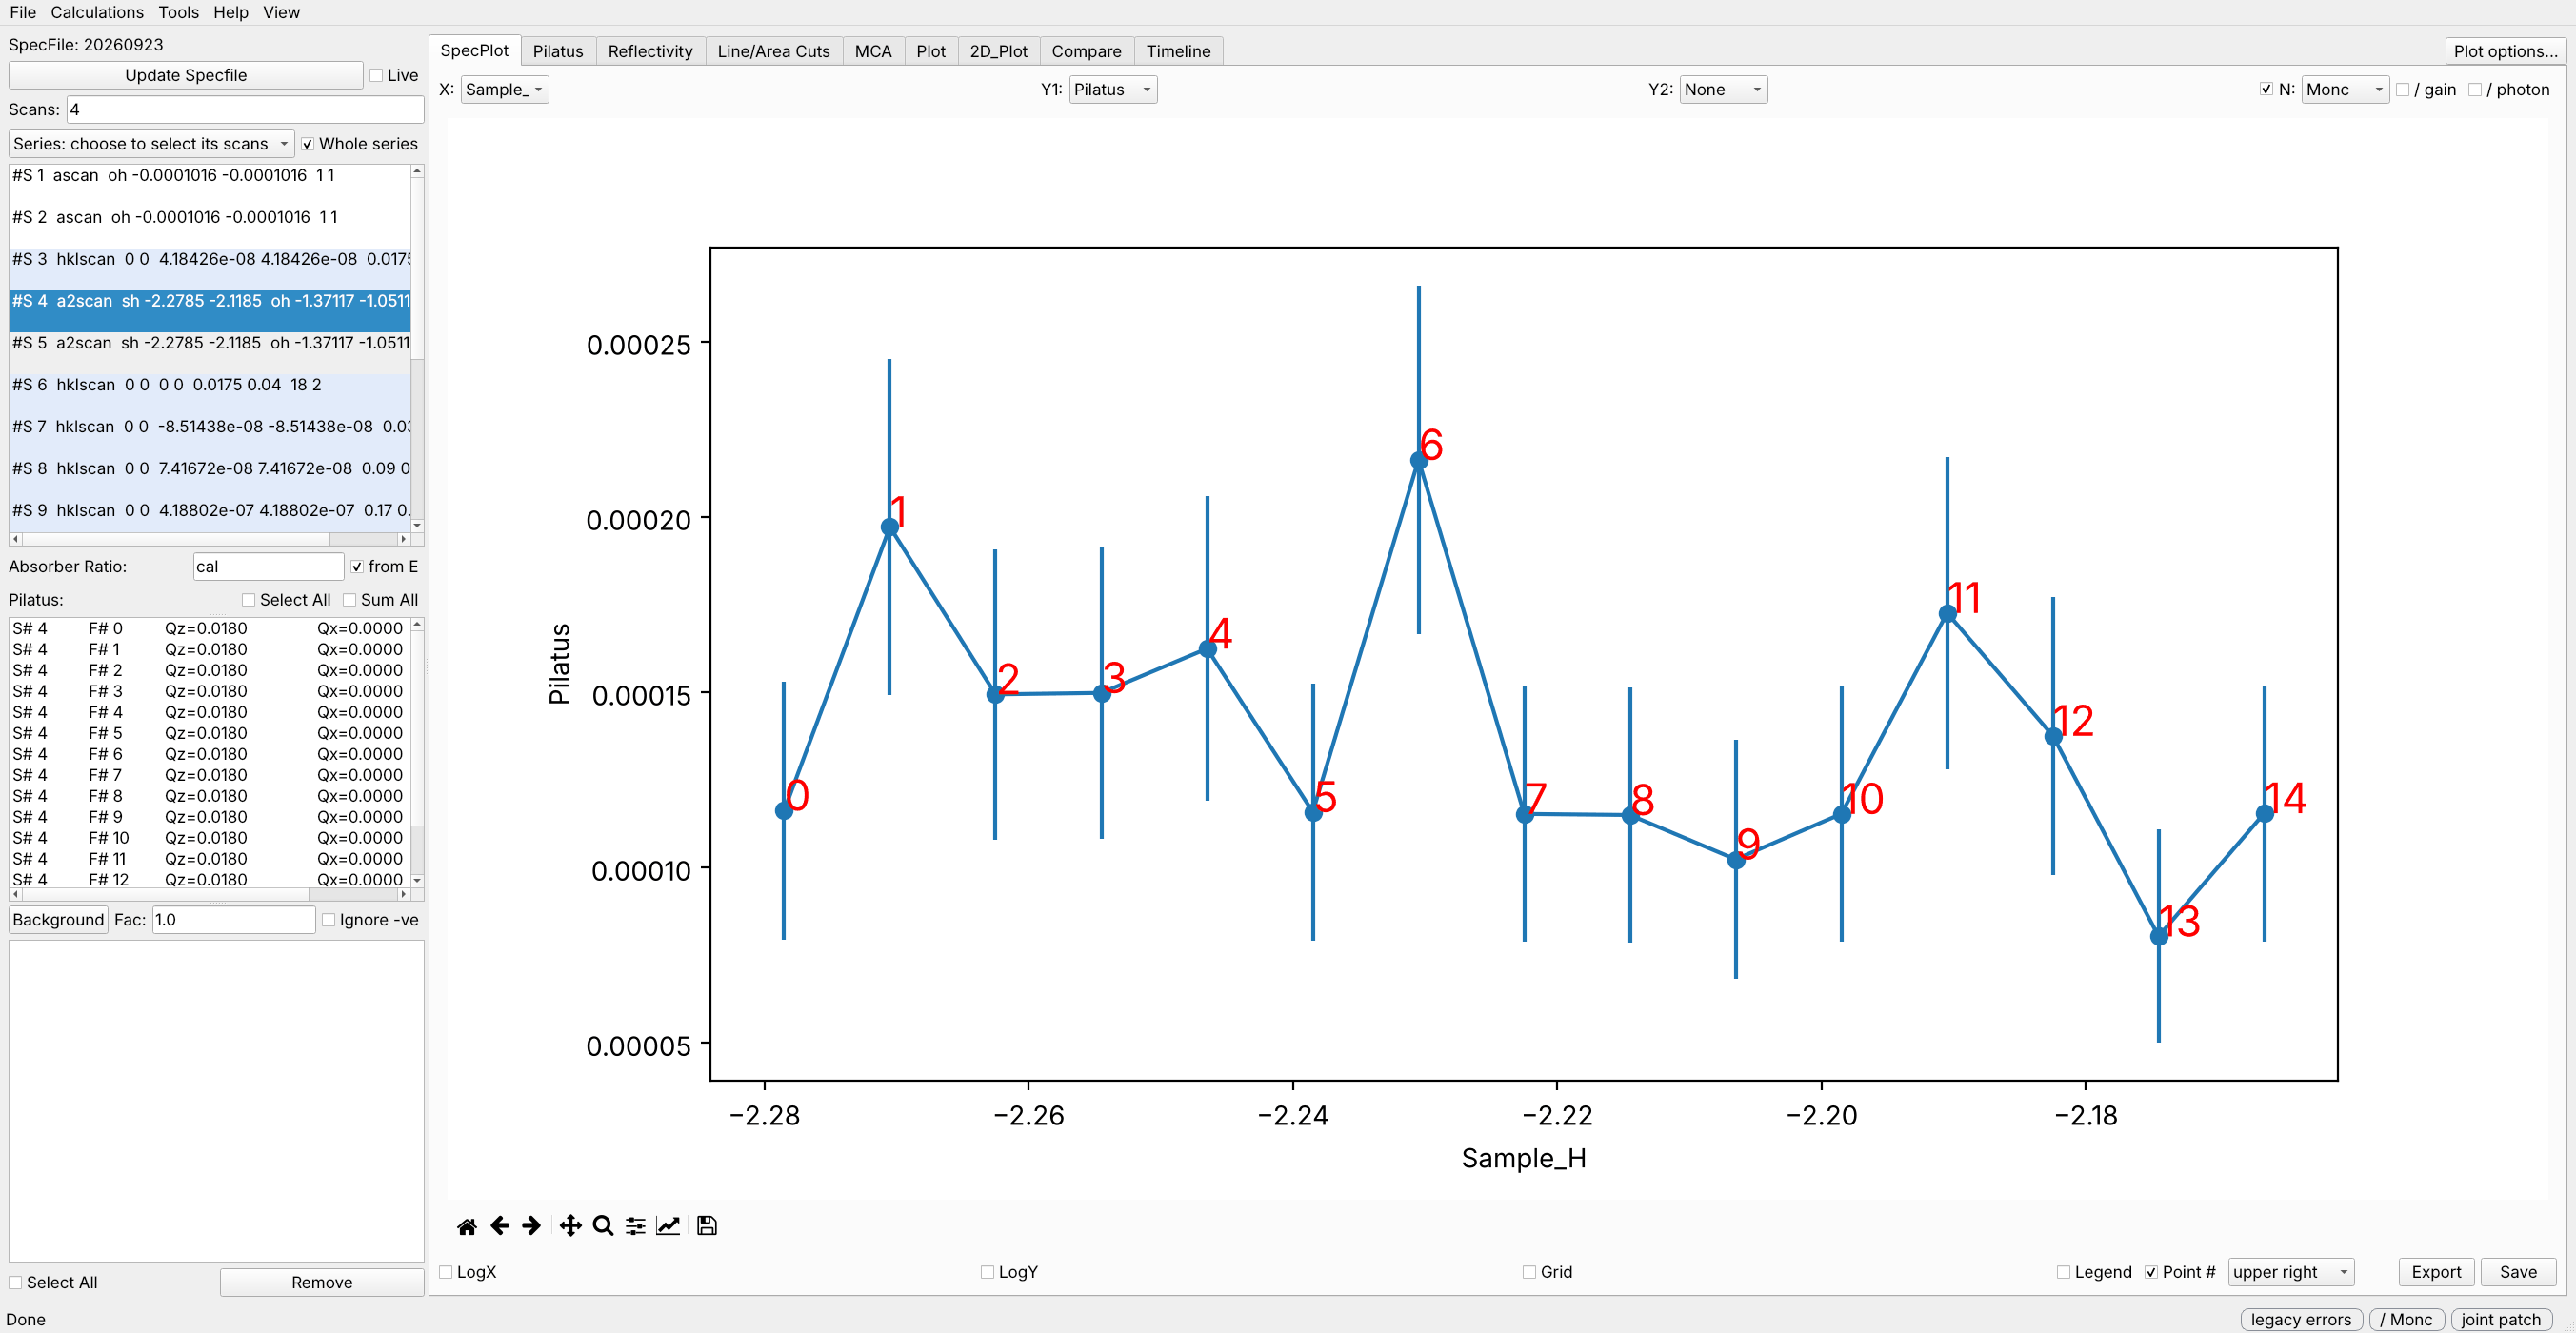 File Calculations Tools Help View
SpecFile: 20260923
Update Specfile Live
Scans: 4
Series: choose to select its scans Whole series
#S 1 ascan oh -0.0001016 -0.0001016 1 1
#S 2 ascan oh -0.0001016 -0.0001016 1 1
#S 3 hklscan 0 0 4.18426e-08 4.18426e-08 0.0175
#S 4 a2scan sh -2.2785 -2.1185 oh -1.37117 -1.0511
#S 5 a2scan sh -2.2785 -2.1185 oh -1.37117 -1.0511
#S 6 hklscan 0 0 0 0 0.0175 0.04 18 2
#S 7 hklscan 0 0 -8.51438e-08 -8.51438e-08 0.03
#S 8 hklscan 0 0 7.41672e-08 7.41672e-08 0.09 0
#S 9 hklscan 0 0 4.18802e-07 4.18802e-07 0.17 0.
Absorber Ratio: cal from E
Pilatus: Select All Sum All
S# 4 F# 0 Qz=0.0180 Qx=0.0000
S# 4 F# 1 Qz=0.0180 Qx=0.0000
S# 4 F# 2 Qz=0.0180 Qx=0.0000
S# 4 F# 3 Qz=0.0180 Qx=0.0000
S# 4 F# 4 Qz=0.0180 Qx=0.0000
S# 4 F# 5 Qz=0.0180 Qx=0.0000
S# 4 F# 6 Qz=0.0180 Qx=0.0000
S# 4 F# 7 Qz=0.0180 Qx=0.0000
S# 4 F# 8 Qz=0.0180 Qx=0.0000
S# 4 F# 9 Qz=0.0180 Qx=0.0000
S# 4 F# 10 Qz=0.0180 Qx=0.0000
S# 4 F# 11 Qz=0.0180 Qx=0.0000
S# 4 F# 12 Qz=0.0180 Qx=0.0000
Background Fac: 1.0 Ignore -ve
Select All Remove
Done
SpecPlot Pilatus Reflectivity Line/Area Cuts MCA Plot 2D_Plot Compare Timeline Plot options...
X: Sample_ Y1: Pilatus Y2: None N: Monc / gain / photon
0.00025
0.00020
0.00015
0.00010
0.00005
Pilatus
0
1
2
3
4
5
6
7
8
9
10
11
12
13
14
−2.28 −2.26 −2.24 −2.22 −2.20 −2.18
Sample_H
LogX LogY Grid Legend Point # upper right Export Save
legacy errors / Monc joint patch